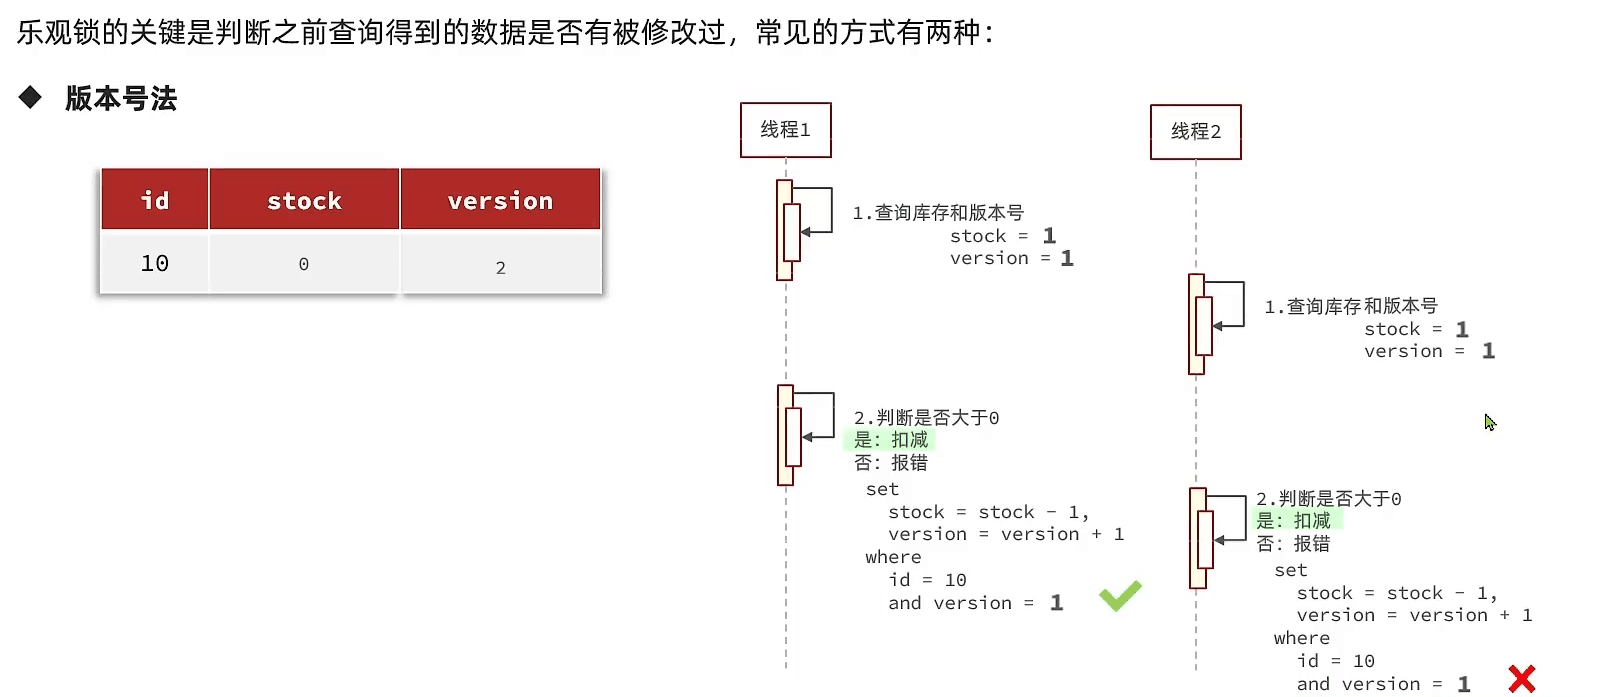 乐观锁的关键是判断之前查询得到的数据是否有被修改过，常见的方式有两种：
◆ 版本号法
id stock version
10 0 2
线程1
1.查询库存和版本号
stock = 1
version = 1
2.判断是否大于0
是：扣减
否：报错
set
stock = stock - 1,
version = version + 1
where
id = 10
and version = 1
线程2
1.查询库存和版本号
stock = 1
version = 1
2.判断是否大于0
是：扣减
否：报错
set
stock = stock - 1,
version = version + 1
where
id = 10
and version = 1